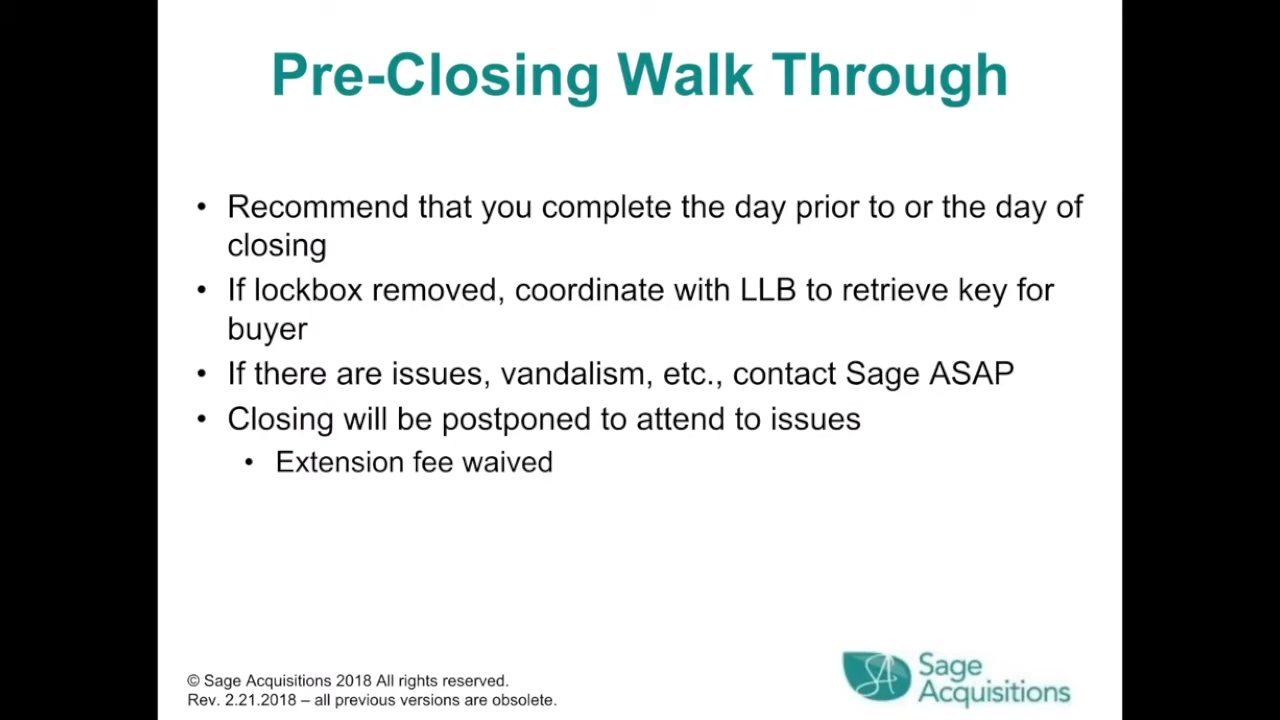 Pre-Closing Walk Through
• Recommend that you complete the day prior to or the day of
closing
• If lockbox removed, coordinate with LLB to retrieve key for
buyer
• If there are issues, vandalism, etc., contact Sage ASAP
• Closing will be postponed to attend to issues
• Extension fee waived
© Sage Acquisitions 2018 All rights reserved.
Rev. 2.21.2018 – all previous versions are obsolete.
SA
Sage
Acquisitions